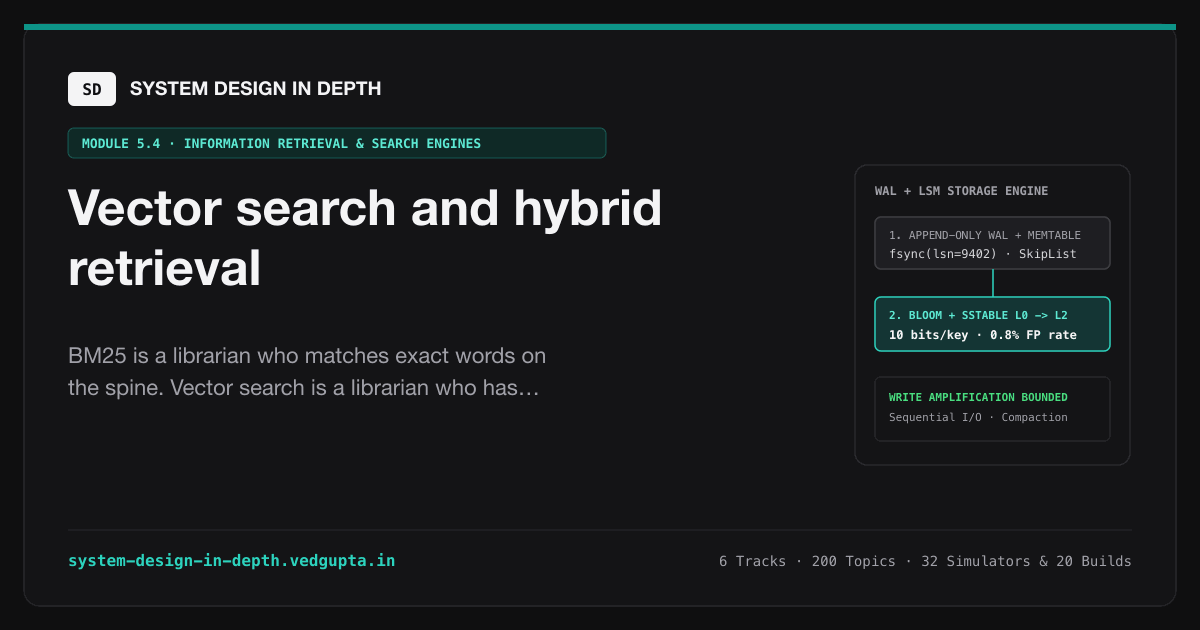 SD SYSTEM DESIGN IN DEPTH
MODULE 5.4 · INFORMATION RETRIEVAL & SEARCH ENGINES
Vector search and hybrid
retrieval
BM25 is a librarian who matches exact words on
the spine. Vector search is a librarian who has…
WAL + LSM STORAGE ENGINE
1. APPEND-ONLY WAL + MEMTABLE
fsync(lsn=9402) · SkipList
2. BLOOM + SSTABLE L0 -> L2
10 bits/key · 0.8% FP rate
WRITE AMPLIFICATION BOUNDED
Sequential I/O · Compaction
system-design-in-depth.vedgupta.in
6 Tracks · 200 Topics · 32 Simulators & 20 Builds